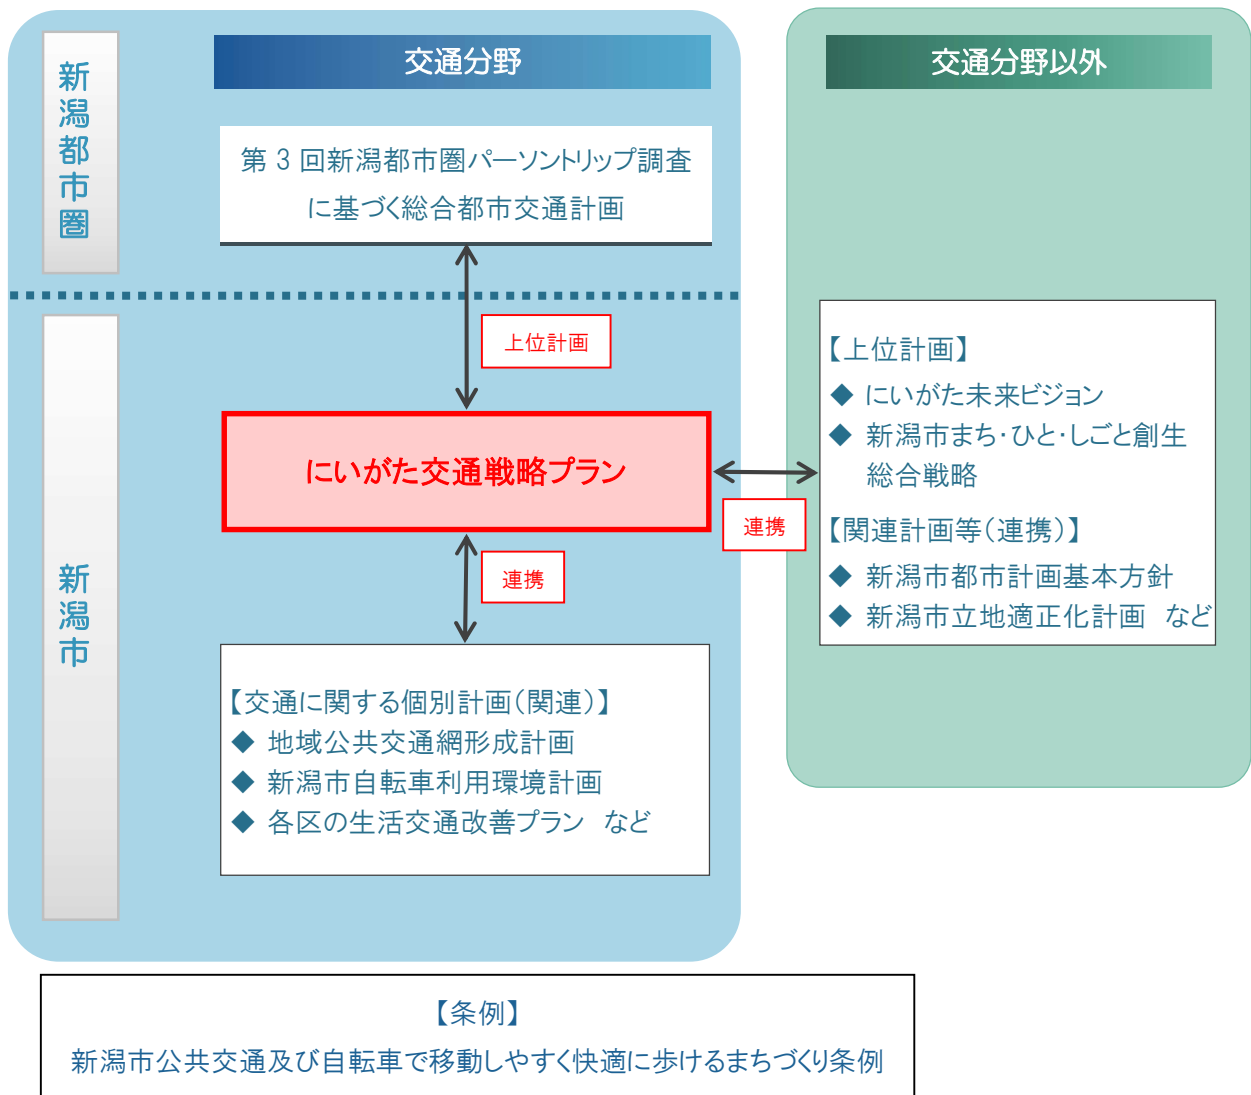 交通分野
新潟都市圏
第 3 回新潟都市圏パーソントリップ調査
に基づく総合都市交通計画
上位計画
新潟市
にいがた交通戦略プラン
連携
連携
【交通に関する個別計画(関連)】
◆ 地域公共交通網形成計画
◆ 新潟市自転車利用環境計画
◆ 各区の生活交通改善プラン など
交通分野以外
【上位計画】
◆ にいがた未来ビジョン
◆ 新潟市まち・ひと・しごと創生
総合戦略
【関連計画等(連携)】
◆ 新潟市都市計画基本方針
◆ 新潟市立地適正化計画 など
【条例】
新潟市公共交通及び自転車で移動しやすく快適に歩けるまちづくり条例